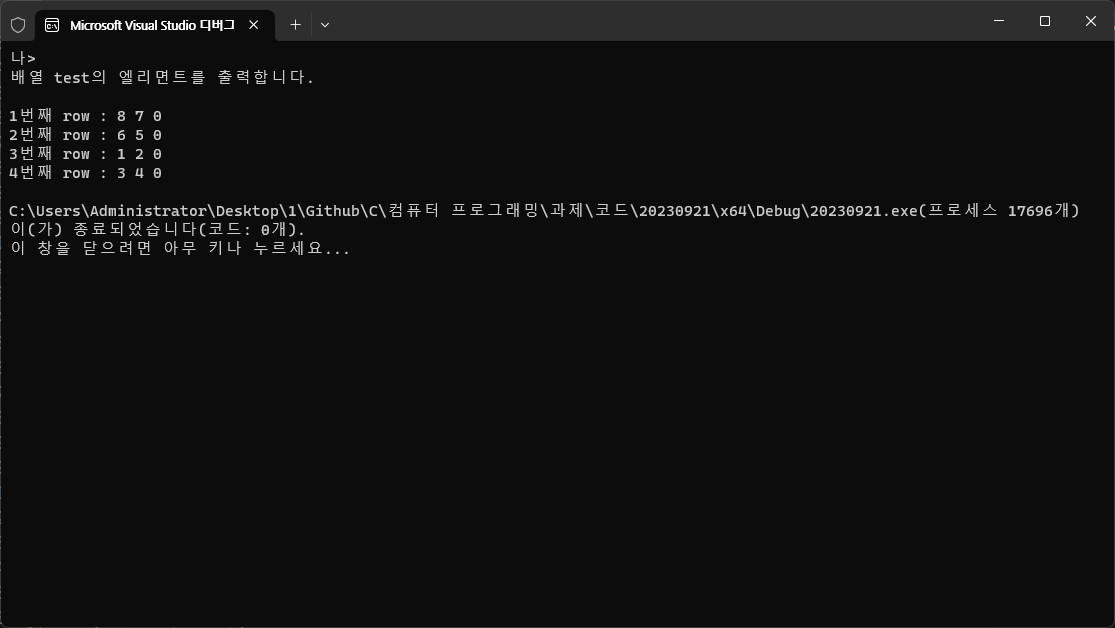 Microsoft Visual Studio 디버그
나>
배열 test의 엘리먼트를 출력합니다.
1번째 row : 8 7 0
2번째 row : 6 5 0
3번째 row : 1 2 0
4번째 row : 3 4 0
C:\Users\Administrator\Desktop\1\Github\C\컴퓨터 프로그래밍\과제\코드\20230921\x64\Debug\20230921.exe(프로세스 17696개)
이(가) 종료되었습니다(코드: 0개).
이 창을 닫으려면 아무 키나 누르세요...